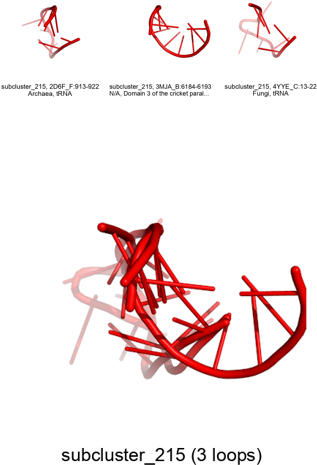 subcluster_215, 2D6F_F:913-922
Archaea, tRNA
subcluster_215, 3MJA_B:6184-6193
N/A, Domain 3 of the cricket paral...
subcluster_215, 4YYE_C:13-22
Fungi, tRNA
subcluster_215 (3 loops)